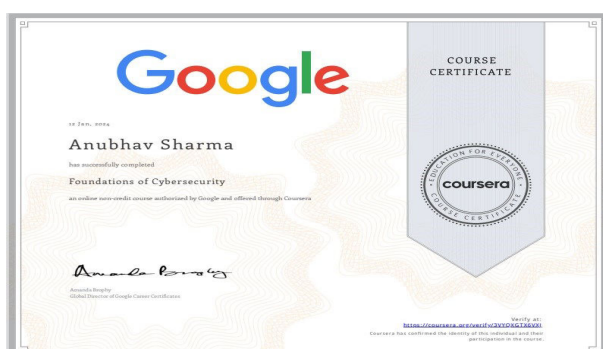 Google
COURSE
CERTIFICATE
12 Jan, 2024
Anubhav Sharma
has successfully completed
Foundations of Cybersecurity
an online non-credit course authorized by Google and offered through Coursera
EDUCATION FOR EVERYONE
coursera
COURSE CERTIFICATE
Amanda Brophy
Global Director of Google Career Certificates
Verify at:
Coursera has confirmed the identity of this individual and their
participation in the course.